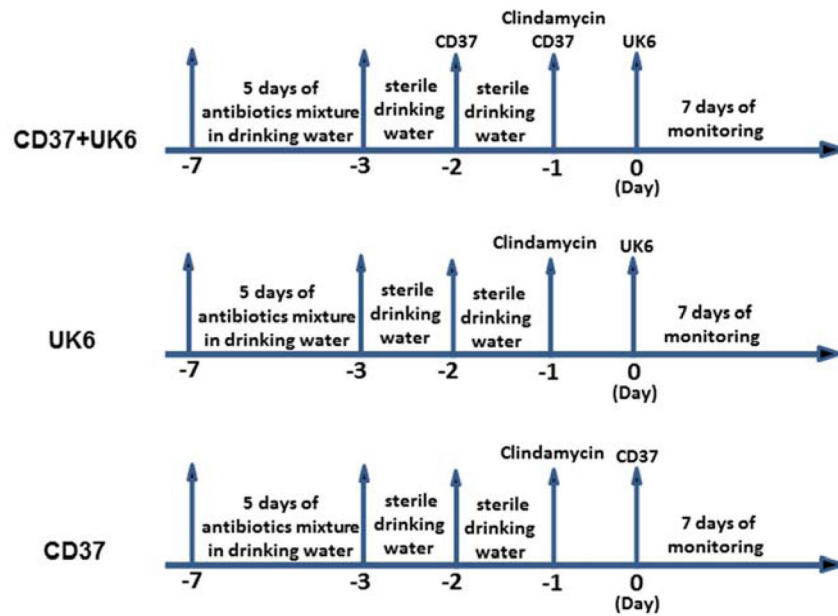 Clindamycin
CD37 CD37 UK6
5 days of
antibiotics mixture
in drinking water
sterile
drinking
water
sterile
drinking
water
7 days of
monitoring
CD37+UK6
-7 -3 -2 -1 0
(Day)
Clindamycin UK6
5 days of
antibiotics mixture
in drinking water
sterile
drinking
water
sterile
drinking
water
7 days of
monitoring
UK6
-7 -3 -2 -1 0
(Day)
Clindamycin CD37
5 days of
antibiotics mixture
in drinking water
sterile
drinking
water
sterile
drinking
water
7 days of
monitoring
CD37
-7 -3 -2 -1 0
(Day)